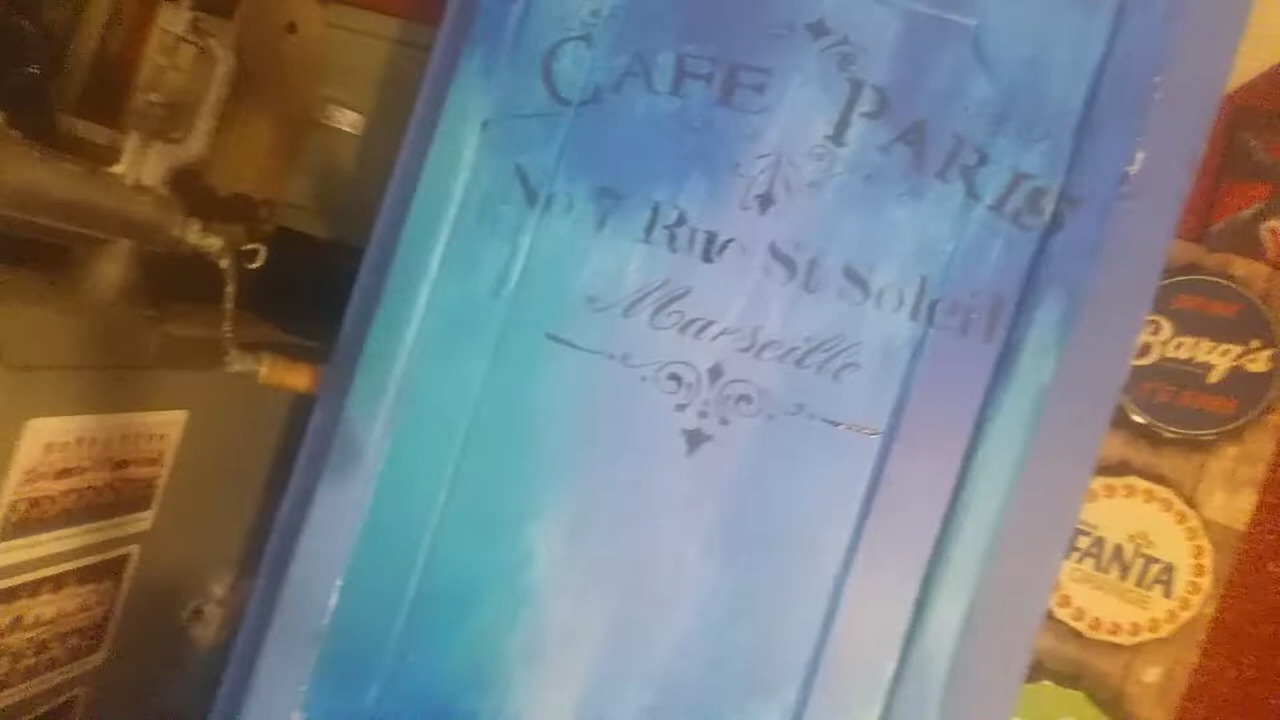 CAFE PARIS
No 7 Rue St Soleil
Marseille
Barq's
FANTA